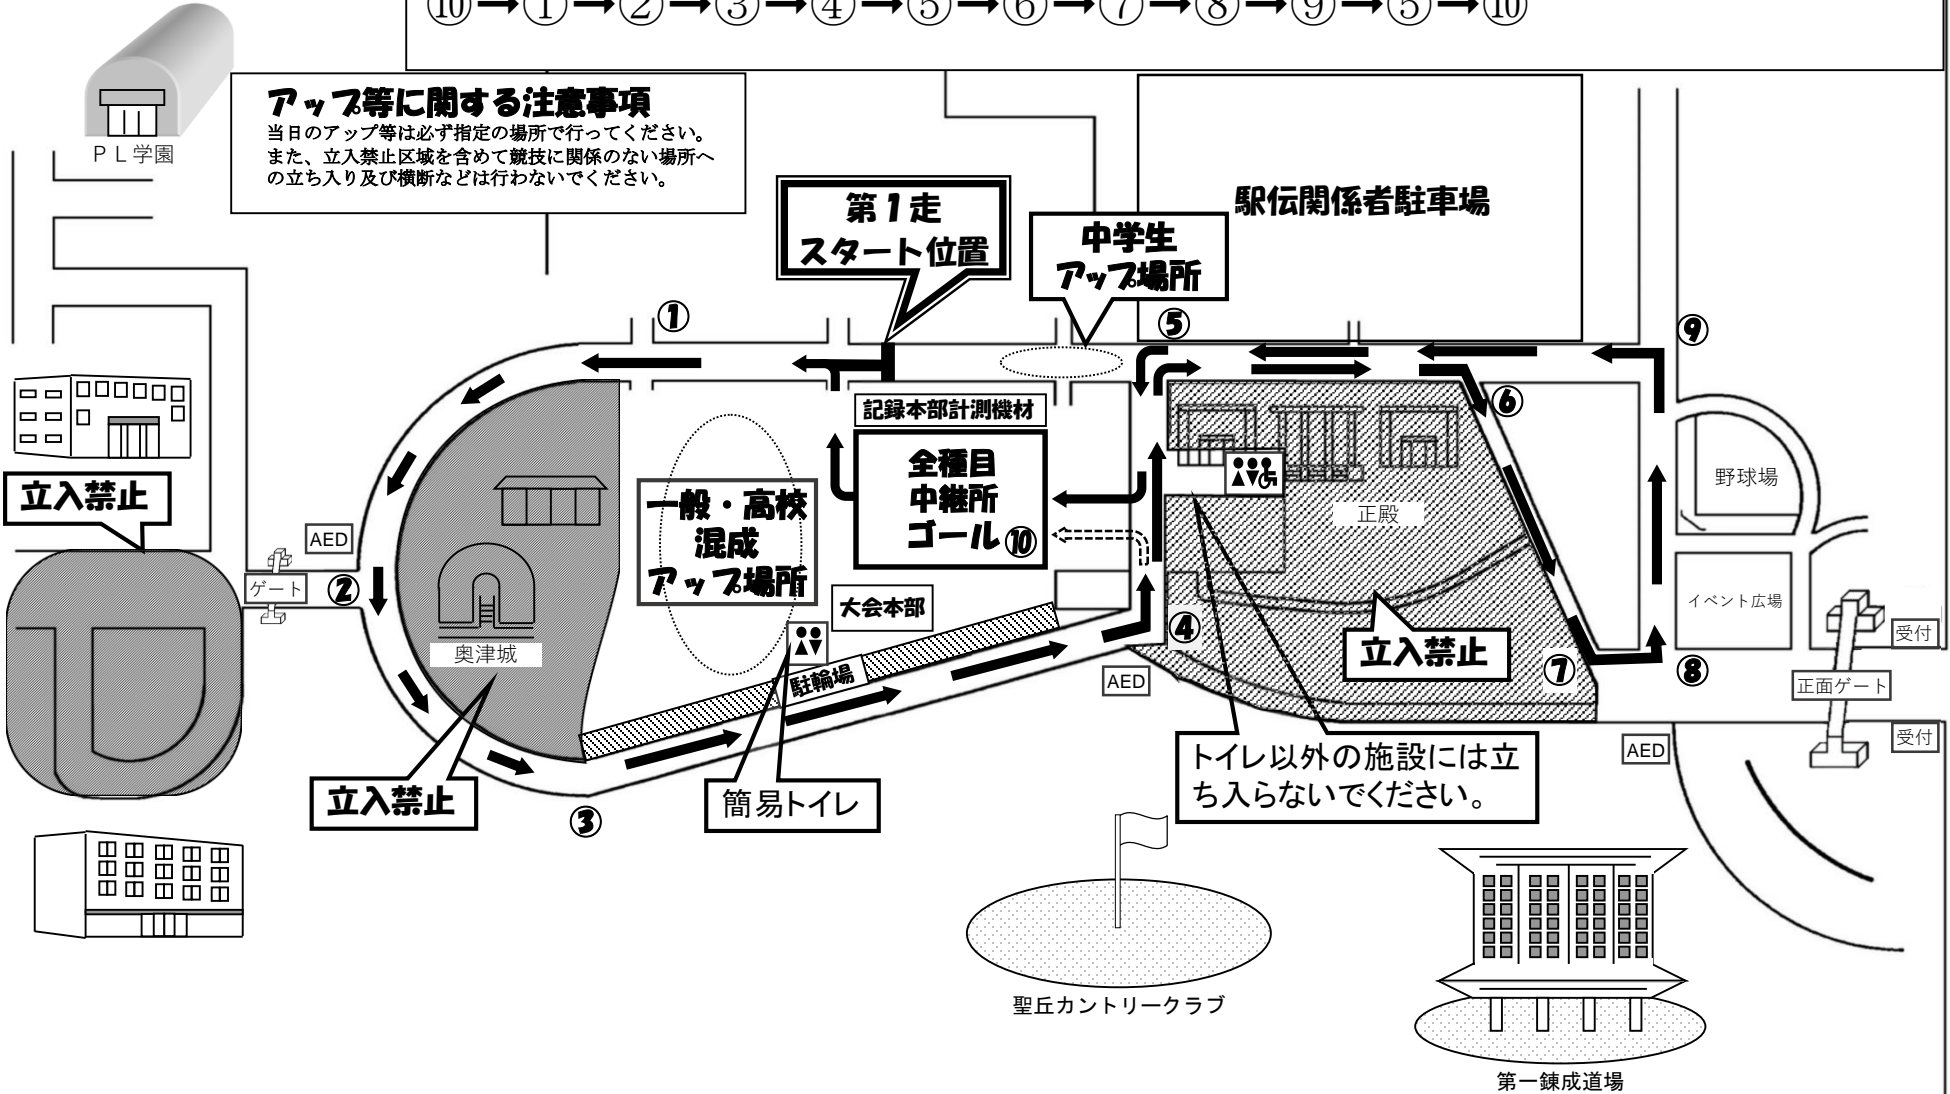 ⑩→①→②→③→④→⑤→⑥→⑦→⑧→⑨→⑤→⑩
ＰＬ学園
アップ等に関する注意事項
当日のアップ等は必ず指定の場所で行ってください。
また、立入禁止区域を含めて競技に関係のない場所へ
の立ち入り及び横断などは行わないでください。
第１走
スタート位置
中学生
アップ場所
駅伝関係者駐車場
①
⑤
⑨
記録本部計測機材
⑥
全種目
中継所
ゴール⑩
一般・高校
混成
アップ場所
正殿
野球場
立入禁止
AED
ゲート
②
大会本部
イベント広場
④
立入禁止
受付
奥津城
駐輪場
AED
⑦
⑧
正面ゲート
受付
AED
立入禁止
簡易トイレ
トイレ以外の施設には立
ち入らないでください。
③
聖丘カントリークラブ
第一錬成道場